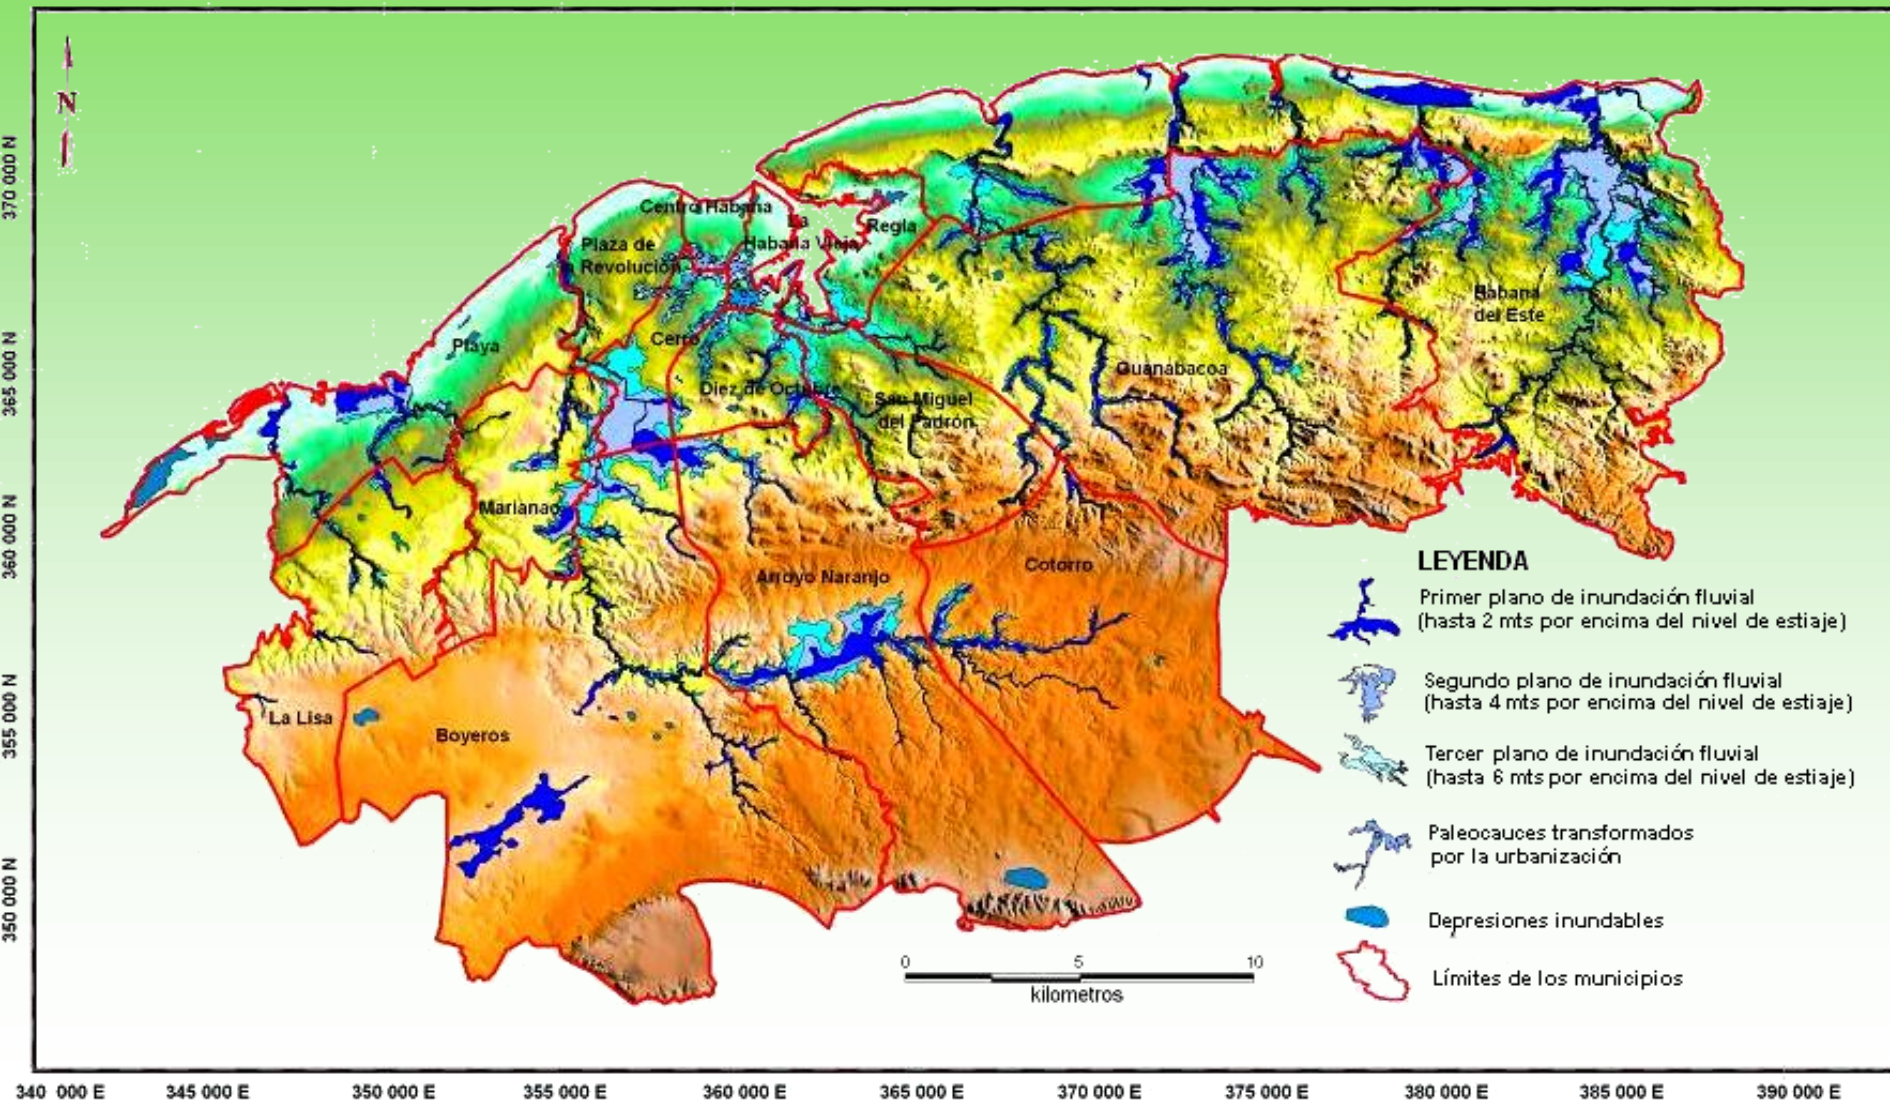 N
370 000 N
365 000 N
360 000 N
355 000 N
350 000 N
Centro Habana
La
Habana Vieja
Regla
Plaza de
Revolución
Playa
Cerro
Diez de Octubre
San Miguel
del Padrón
Guanabacoa
Habana
del Este
Marianao
Arroyo Naranjo
Cotorro
La Lisa
Boyeros
LEYENDA
Primer plano de inundación fluvial
(hasta 2 mts por encima del nivel de estiaje)
Segundo plano de inundación fluvial
(hasta 4 mts por encima del nivel de estiaje)
Tercer plano de inundación fluvial
(hasta 6 mts por encima del nivel de estiaje)
Paleocauces transformados
por la urbanización
Depresiones inundables
Límites de los municipios
0 5 10
kilometros
340 000 E 345 000 E 350 000 E 355 000 E 360 000 E 365 000 E 370 000 E 375 000 E 380 000 E 385 000 E 390 000 E